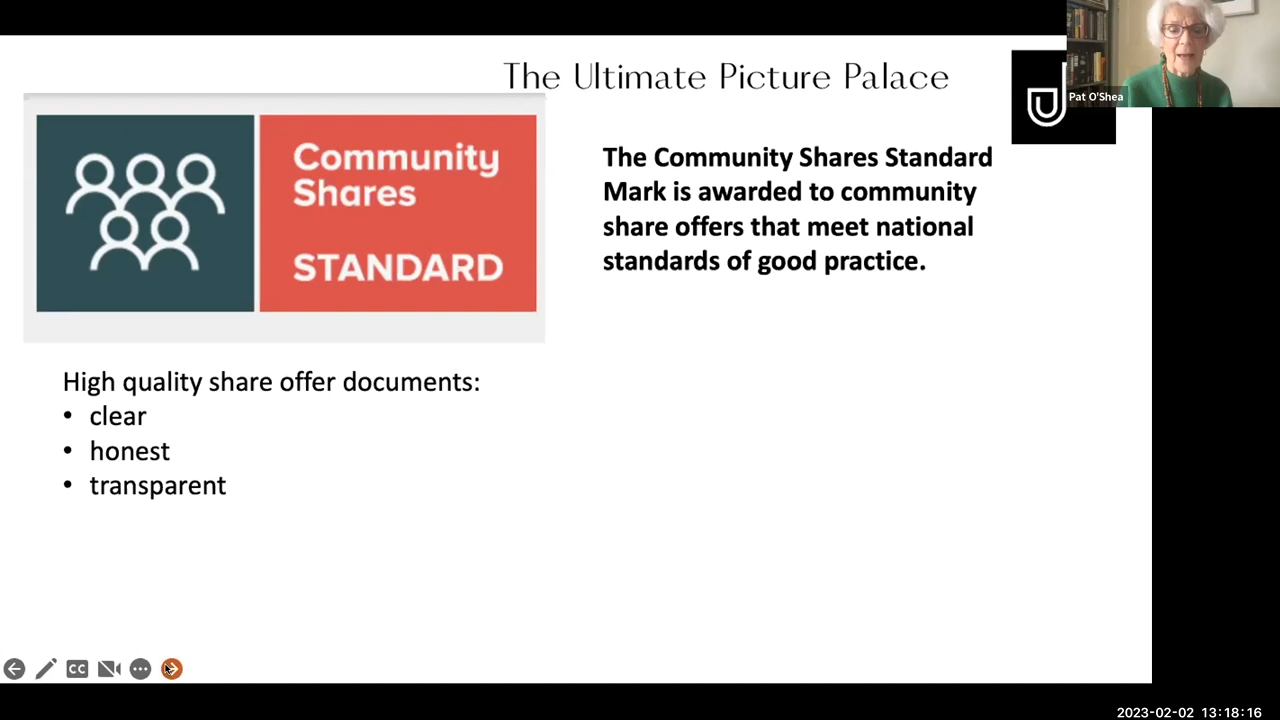 The Ultimate Picture Palace
Pat O'Shea
Community
Shares
STANDARD
The Community Shares Standard
Mark is awarded to community
share offers that meet national
standards of good practice.
High quality share offer documents:
• clear
• honest
• transparent
CC
2023-02-02 13:18:16